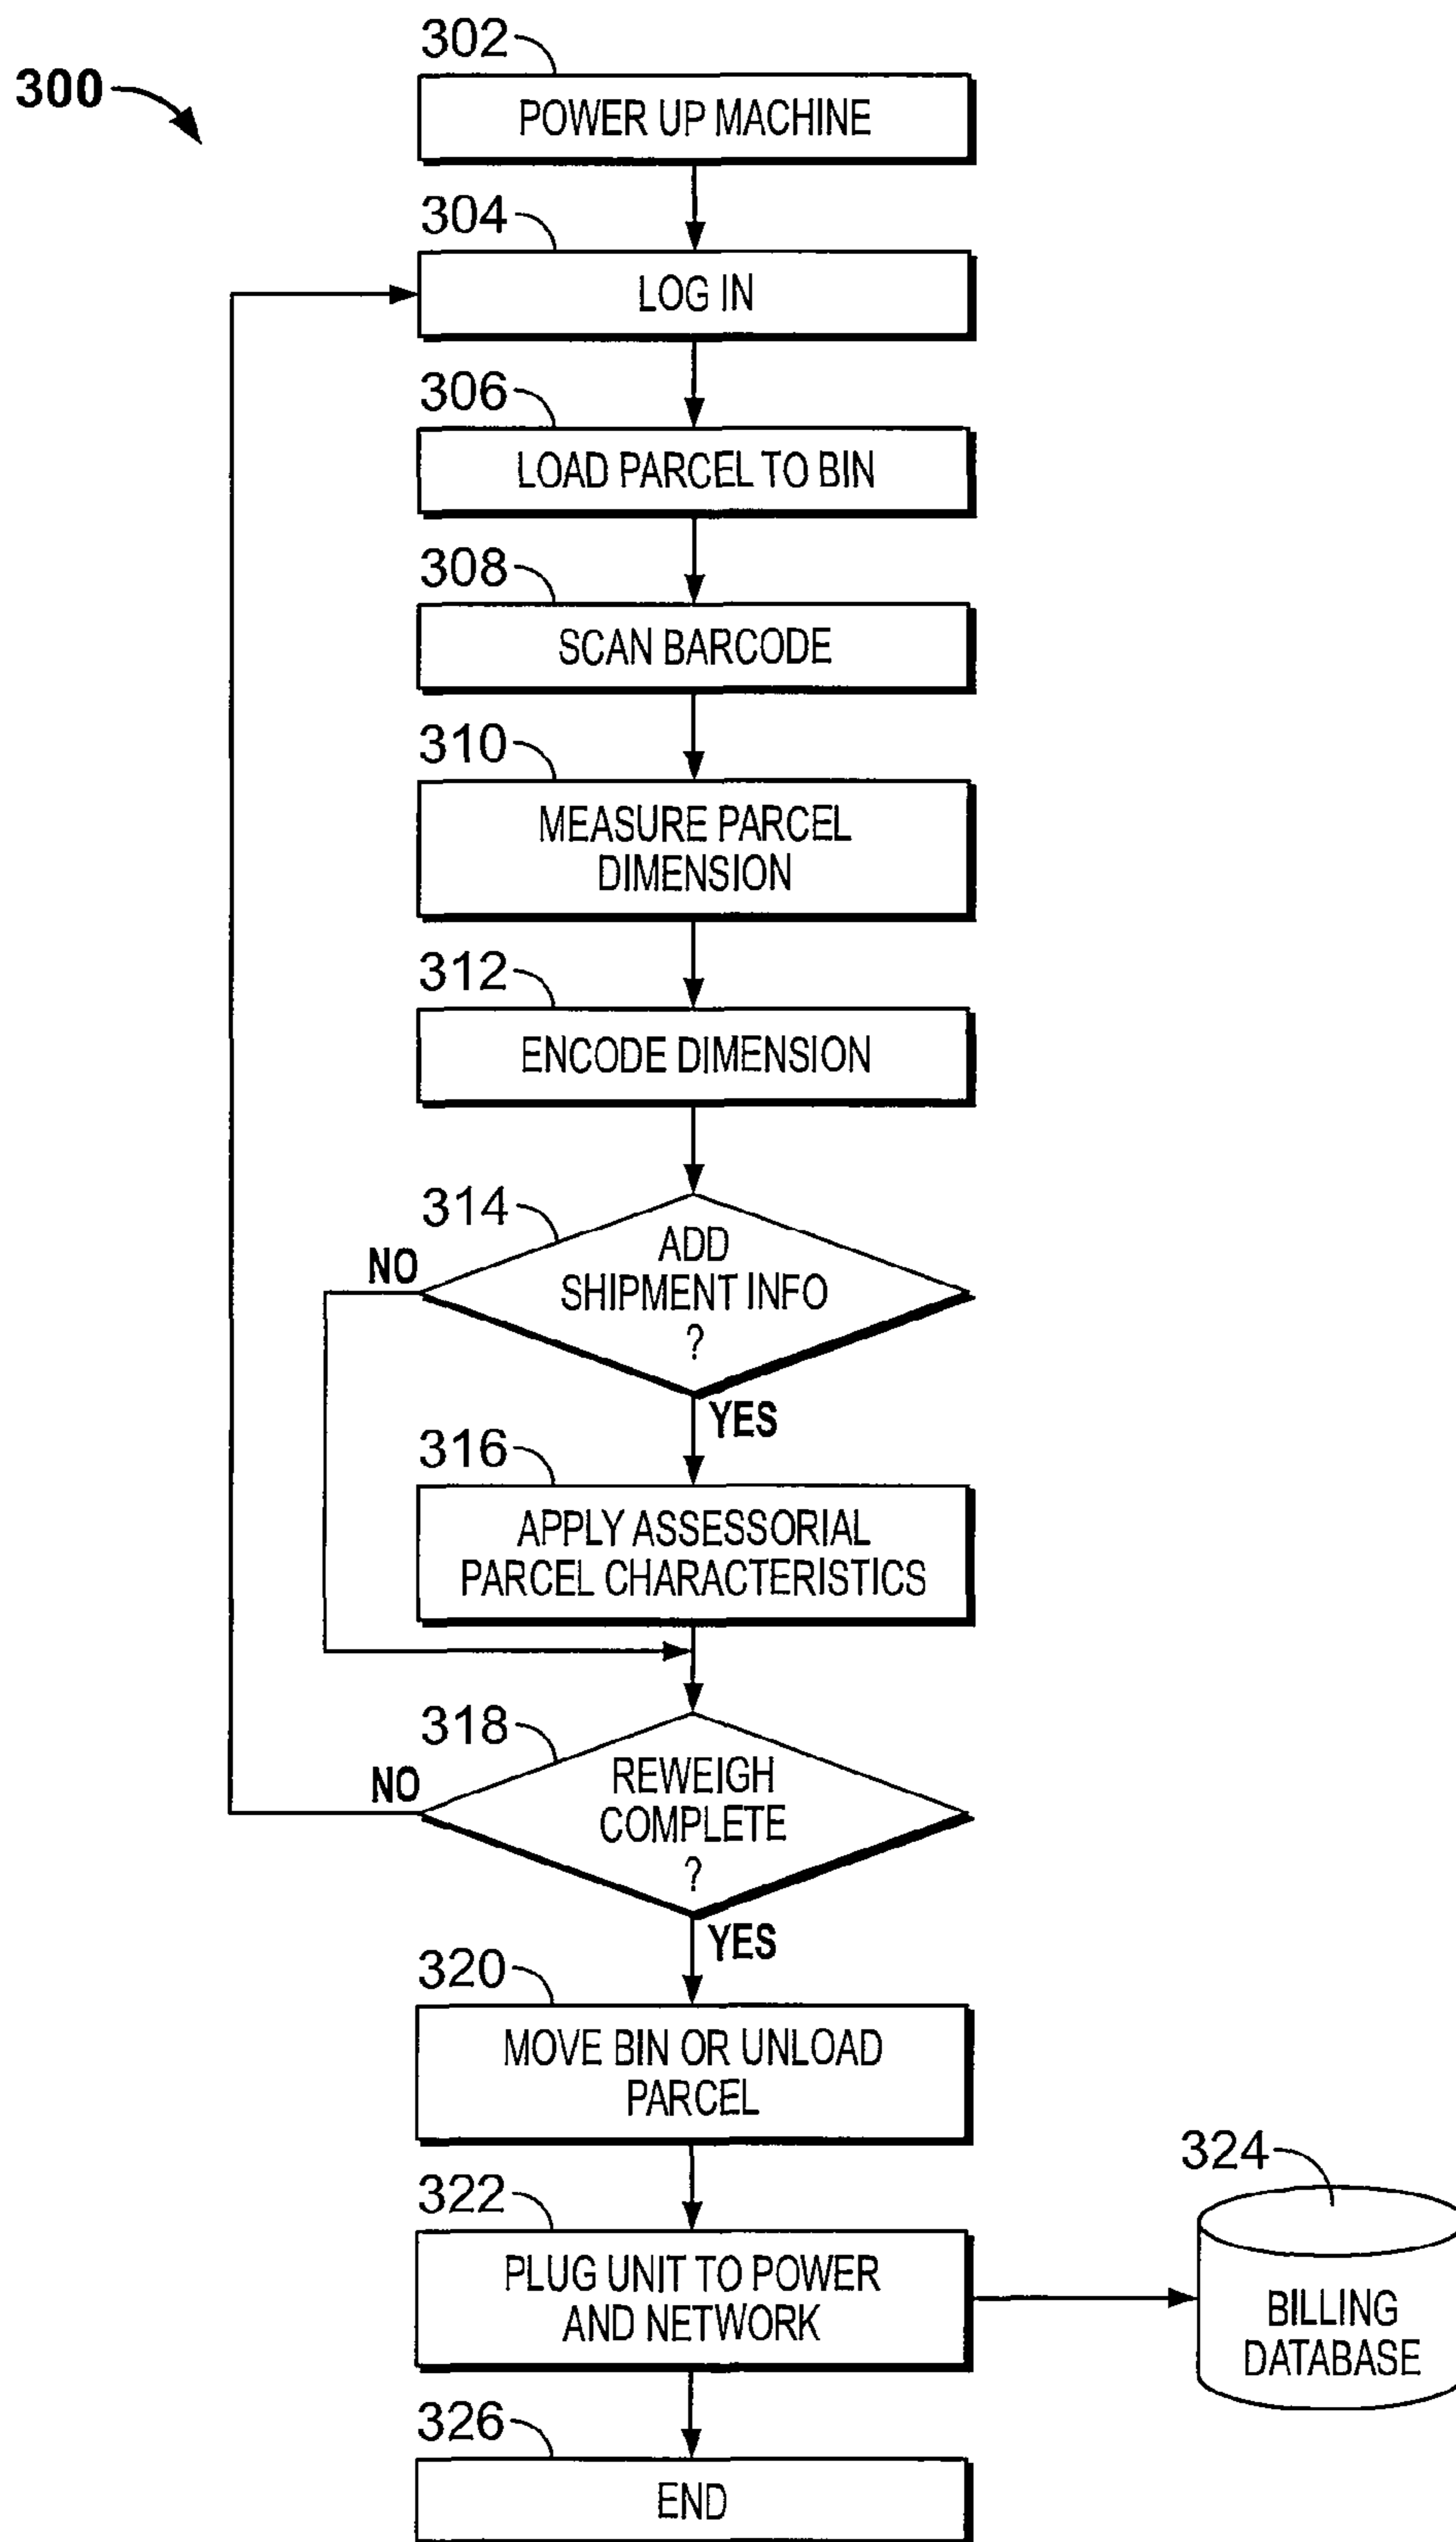 300
302
POWER UP MACHINE
304
LOG IN
306
LOAD PARCEL TO BIN
308
SCAN BARCODE
310
MEASURE PARCEL
DIMENSION
312
ENCODE DIMENSION
314
ADD
SHIPMENT INFO
?
NO
YES
316
APPLY ASSESSORIAL
PARCEL CHARACTERISTICS
318
REWEIGH
COMPLETE
?
NO
YES
320
MOVE BIN OR UNLOAD
PARCEL
322
PLUG UNIT TO POWER
AND NETWORK
324
BILLING
DATABASE
326
END